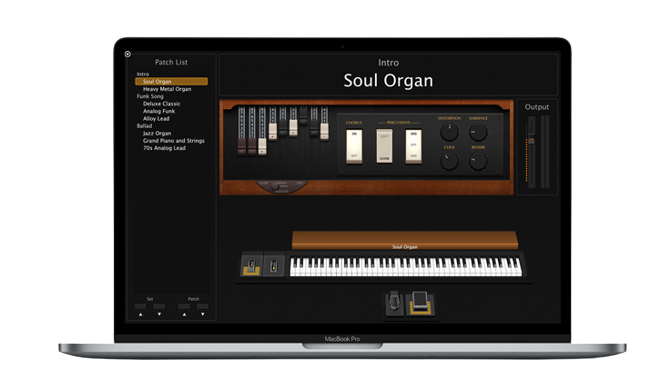 Patch List
Intro
Soul Organ
Heavy Metal Organ
Funk Song
Deluxe Classic
Analog Funk
Alloy Lead
Ballad
Jazz Organ
Grand Piano and Strings
70s Analog Lead
Set
Patch
Intro
Soul Organ
CHORUS
PERCUSSION
DISTORTION
AMBIENCE
CLICK
REVERB
ON
OFF
Output
Soul Organ
MacBook Pro